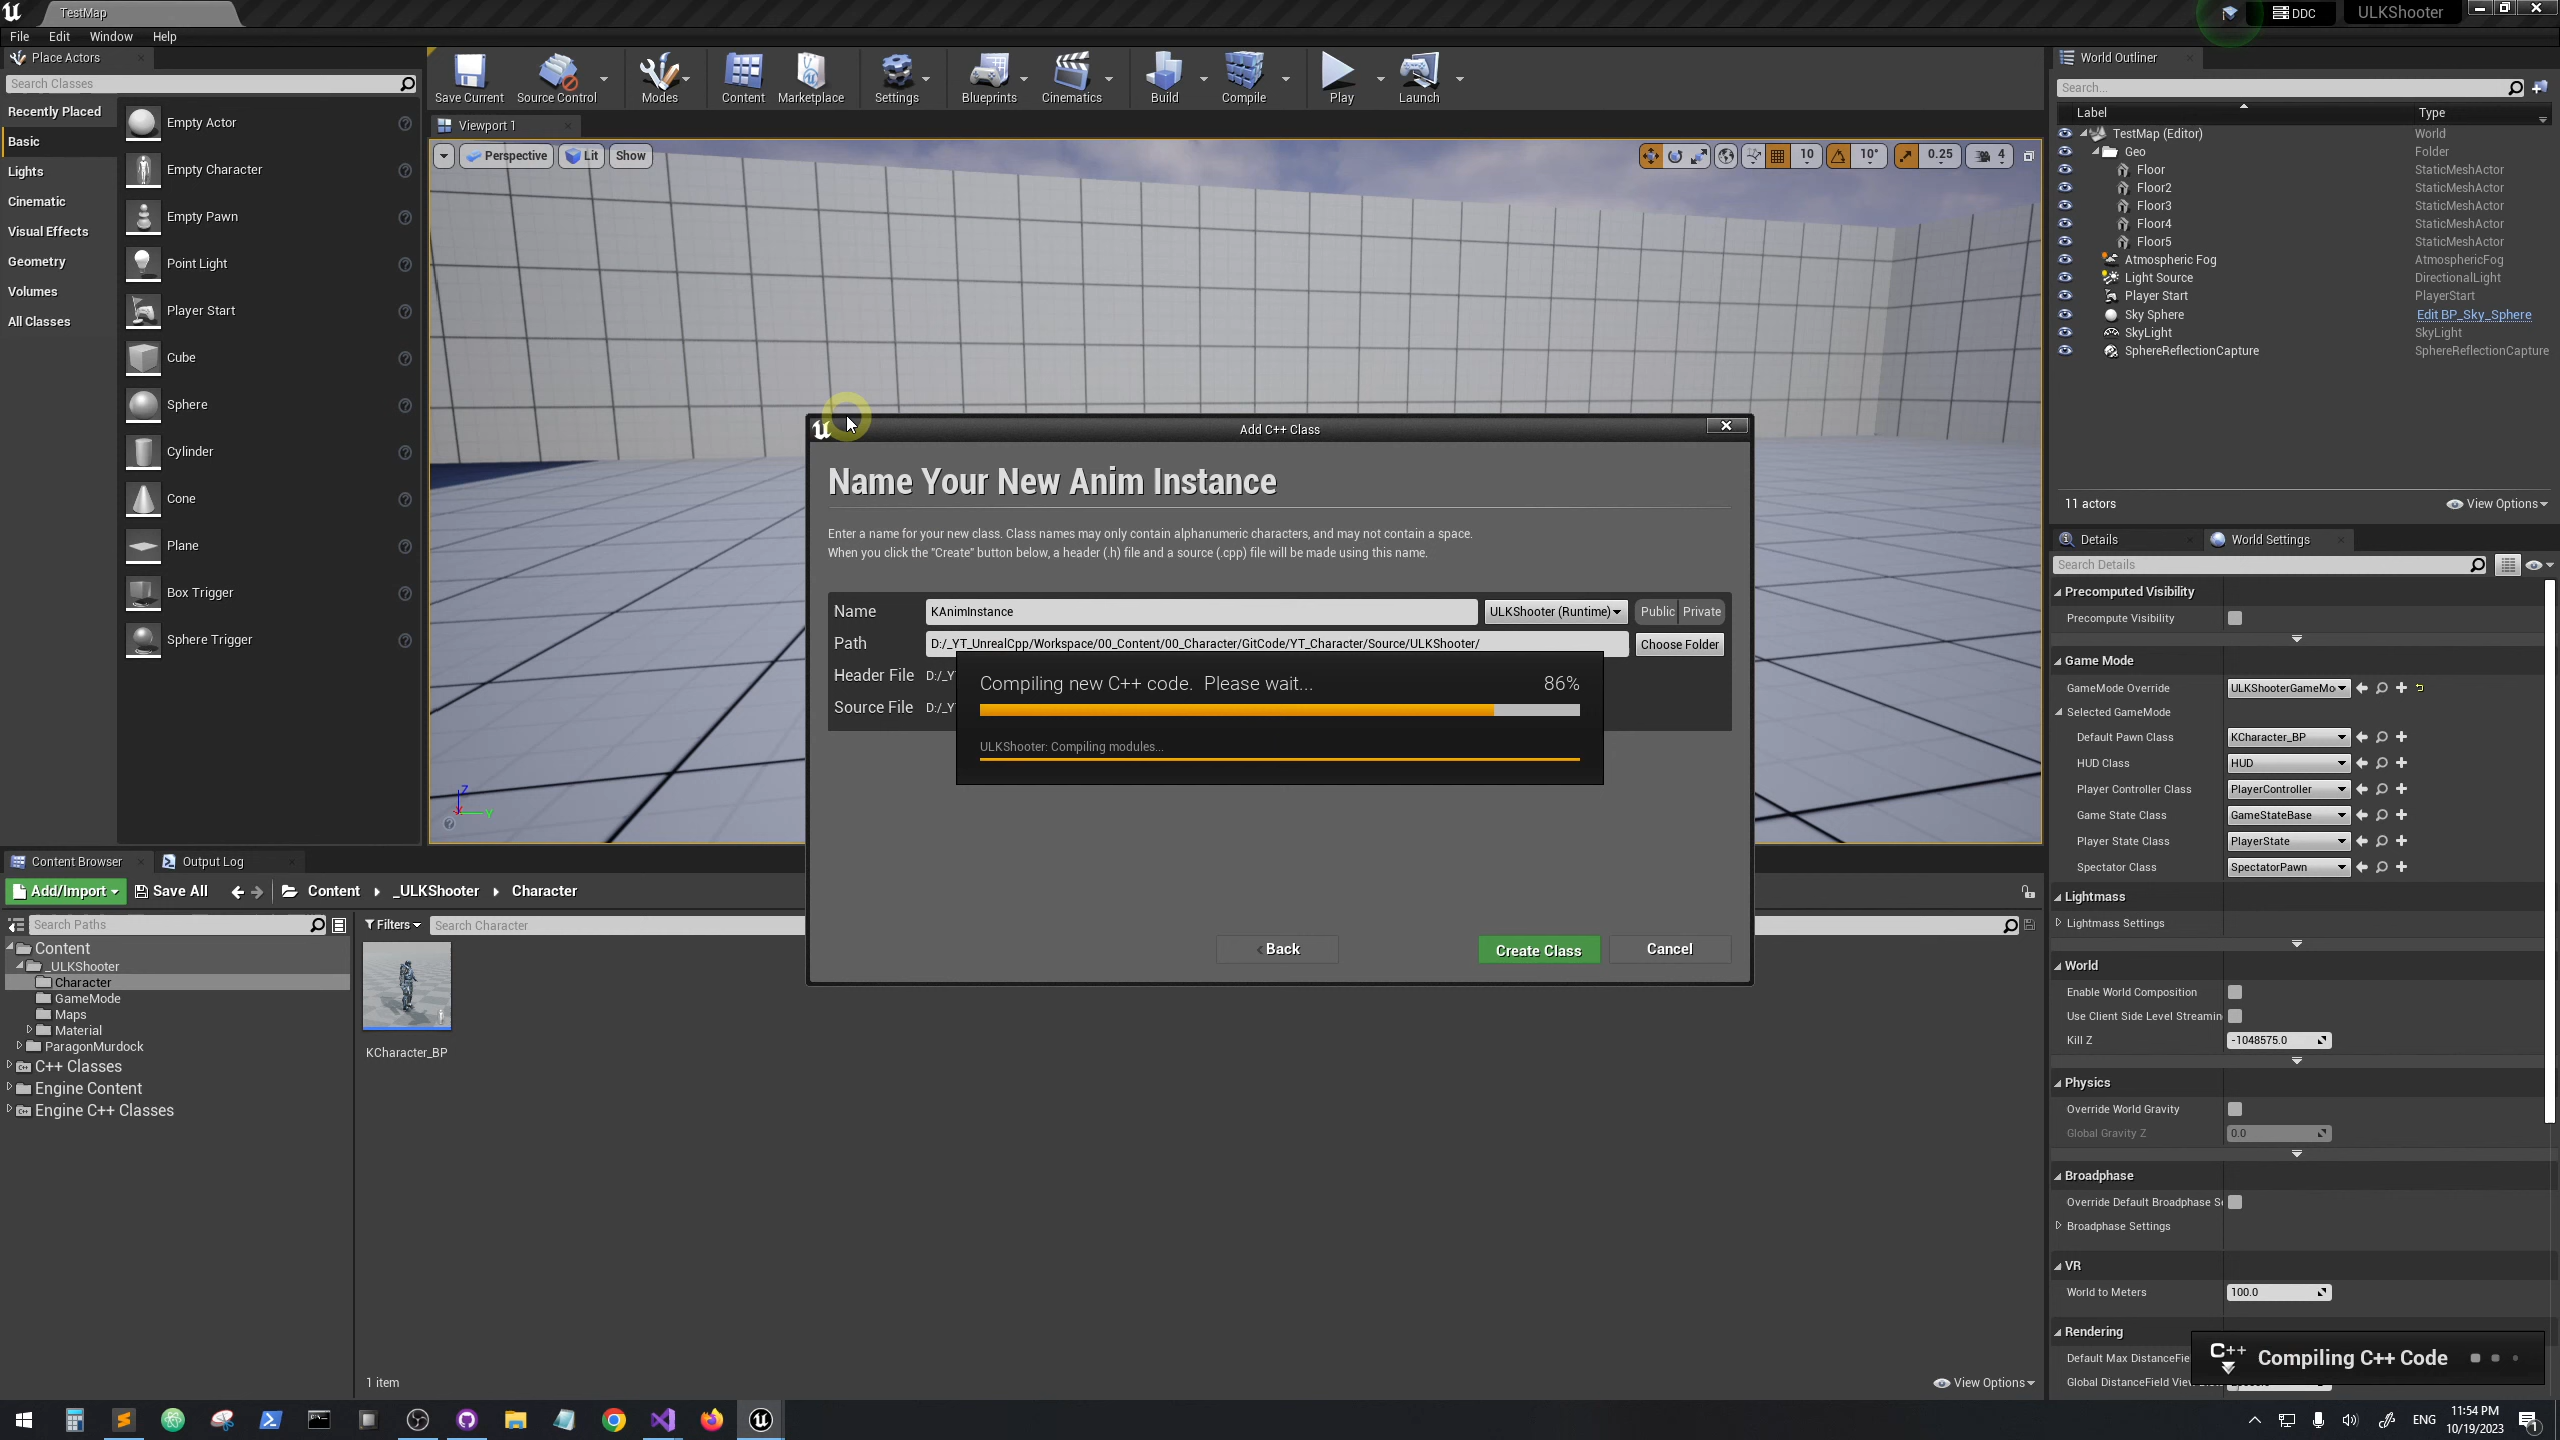 TestMap
DDC
ULKShooter
File
Edit
Window
Help
Place Actors
Search Classes
Recently Placed
Basic
Lights
Cinematic
Visual Effects
Geometry
Volumes
All Classes
Empty Actor
Empty Character
Empty Pawn
Point Light
Player Start
Cube
Sphere
Cylinder
Cone
Plane
Box Trigger
Sphere Trigger
Save Current
Source Control
Modes
Content
Marketplace
Settings
Blueprints
Cinematics
Build
Compile
Play
Launch
Viewport 1
Perspective
Lit
Show
10
10°
0.25
4
World Outliner
Search...
Label
Type
TestMap (Editor)
World
Geo
Folder
Floor
StaticMeshActor
Floor2
StaticMeshActor
Floor3
StaticMeshActor
Floor4
StaticMeshActor
Floor5
StaticMeshActor
Atmospheric Fog
AtmosphericFog
Light Source
DirectionalLight
Player Start
PlayerStart
Sky Sphere
Edit BP_Sky_Sphere
SkyLight
SkyLight
SphereReflectionCapture
SphereReflectionCapture
11 actors
View Options
Add C++ Class
Name Your New Anim Instance
Enter a name for your new class. Class names may only contain alphanumeric characters, and may not contain a space.
When you click the "Create" button below, a header (.h) file and a source (.cpp) file will be made using this name.
Name
KAnimInstance
ULKShooter (Runtime)
Public
Private
Path
D:/_YT_UnrealCpp/Workspace/00_Content/00_Character/GitCode/YT_Character/Source/ULKShooter/
Choose Folder
Header File
D:/_Y
Source File
D:/_Y
Compiling new C++ code. Please wait...
86%
ULKShooter: Compiling modules...
Back
Create Class
Cancel
Details
World Settings
Search Details
Precomputed Visibility
Precompute Visibility
Game Mode
GameMode Override
ULKShooterGameMo
Selected GameMode
Default Pawn Class
KCharacter_BP
HUD Class
HUD
Player Controller Class
PlayerController
Game State Class
GameStateBase
Player State Class
PlayerState
Spectator Class
SpectatorPawn
Lightmass
Lightmass Settings
World
Enable World Composition
Use Client Side Level Streamin
Kill Z
-1048575.0
Physics
Override World Gravity
Global Gravity Z
0.0
Broadphase
Override Default Broadphase Se
Broadphase Settings
VR
World to Meters
100.0
Rendering
Default Max DistanceFie
Global DistanceField View
C++
Compiling C++ Code
Content Browser
Output Log
Add/Import
Save All
Content
_ULKShooter
Character
Search Paths
Filters
Search Character
Content
_ULKShooter
Character
GameMode
Maps
Material
ParagonMurdock
C++ Classes
Engine Content
Engine C++ Classes
KCharacter_BP
1 item
View Options
ENG
11:54 PM
10/19/2023